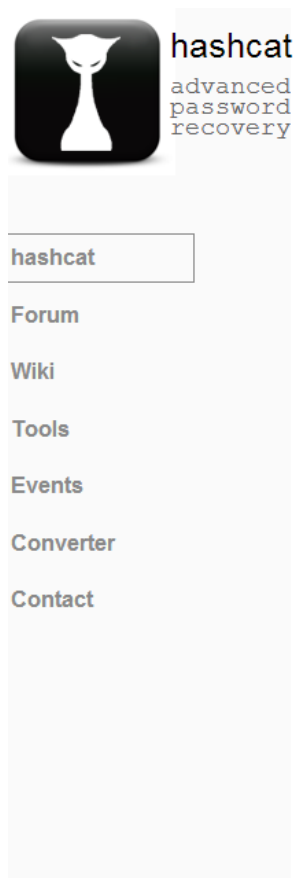 hashcat
advanced
password
recovery
hashcat
Forum
Wiki
Tools
Events
Converter
Contact